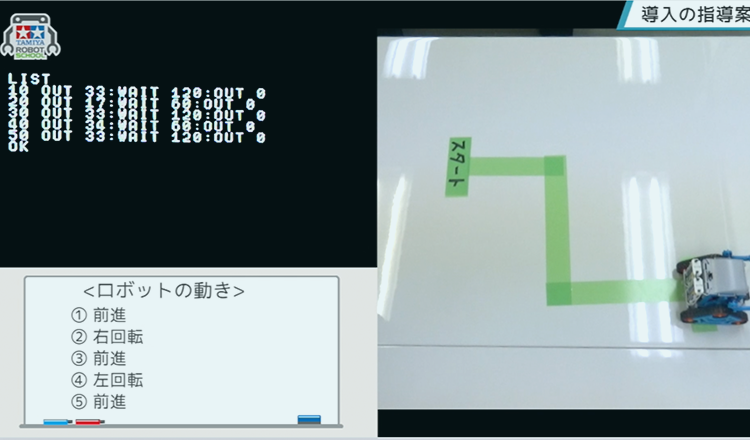 導入の指導案
TAMIYA
ROBOT
SCHOOL
LIST
10 OUT 33:WAIT 120:OUT 0
20 OUT 17:WAIT 60:OUT 0
30 OUT 33:WAIT 120:OUT 0
40 OUT 34:WAIT 60:OUT 0
50 OUT 33:WAIT 120:OUT 0
OK
スタート
<ロボットの動き>
① 前進
② 右回転
③ 前進
④ 左回転
⑤ 前進